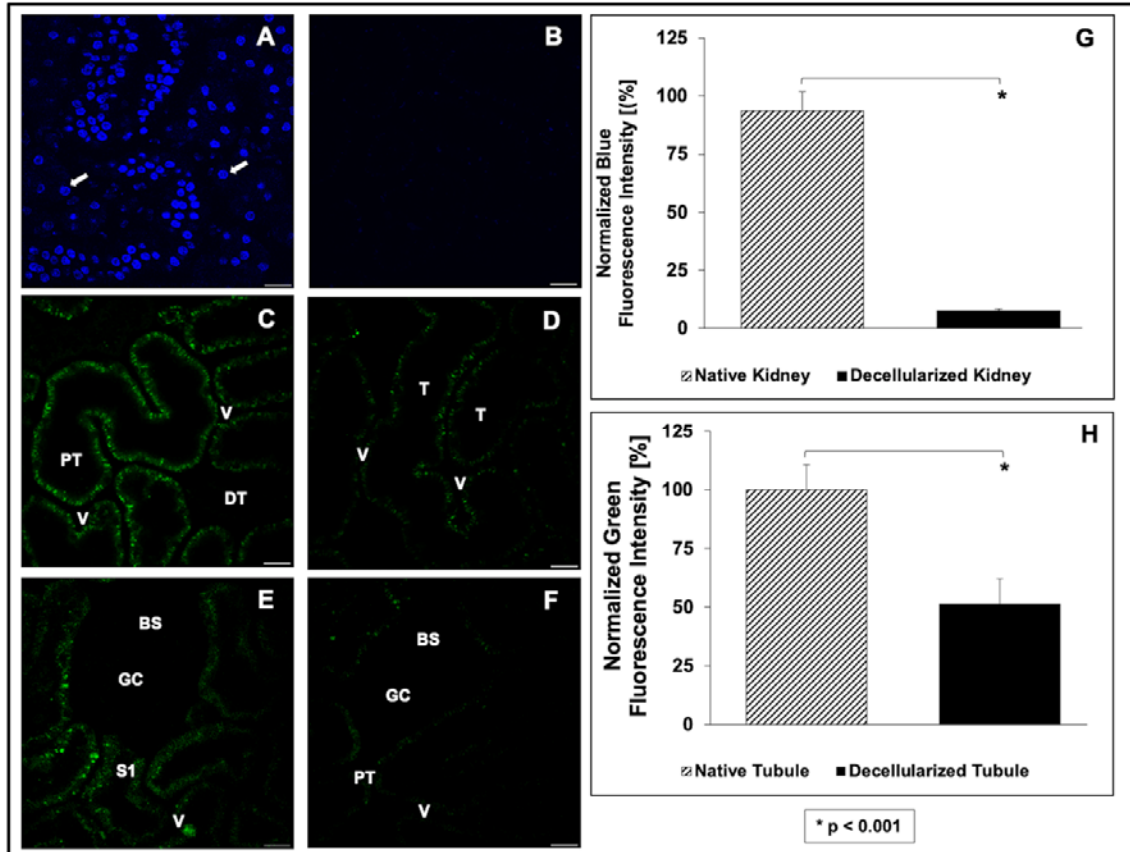 A
B
C
V
PT
DT
V
D
T
T
V
V
E
BS
GC
S1
V
F
BS
GC
PT
V
G
Normalized Blue
Fluorescence Intensity [(%)
125
100
75
50
25
0
*
Native Kidney Decellularized Kidney
H
Normalized Green
Fluorescence Intensity [%]
125
100
75
50
25
0
*
Native Tubule Decellularized Tubule
* p < 0.001